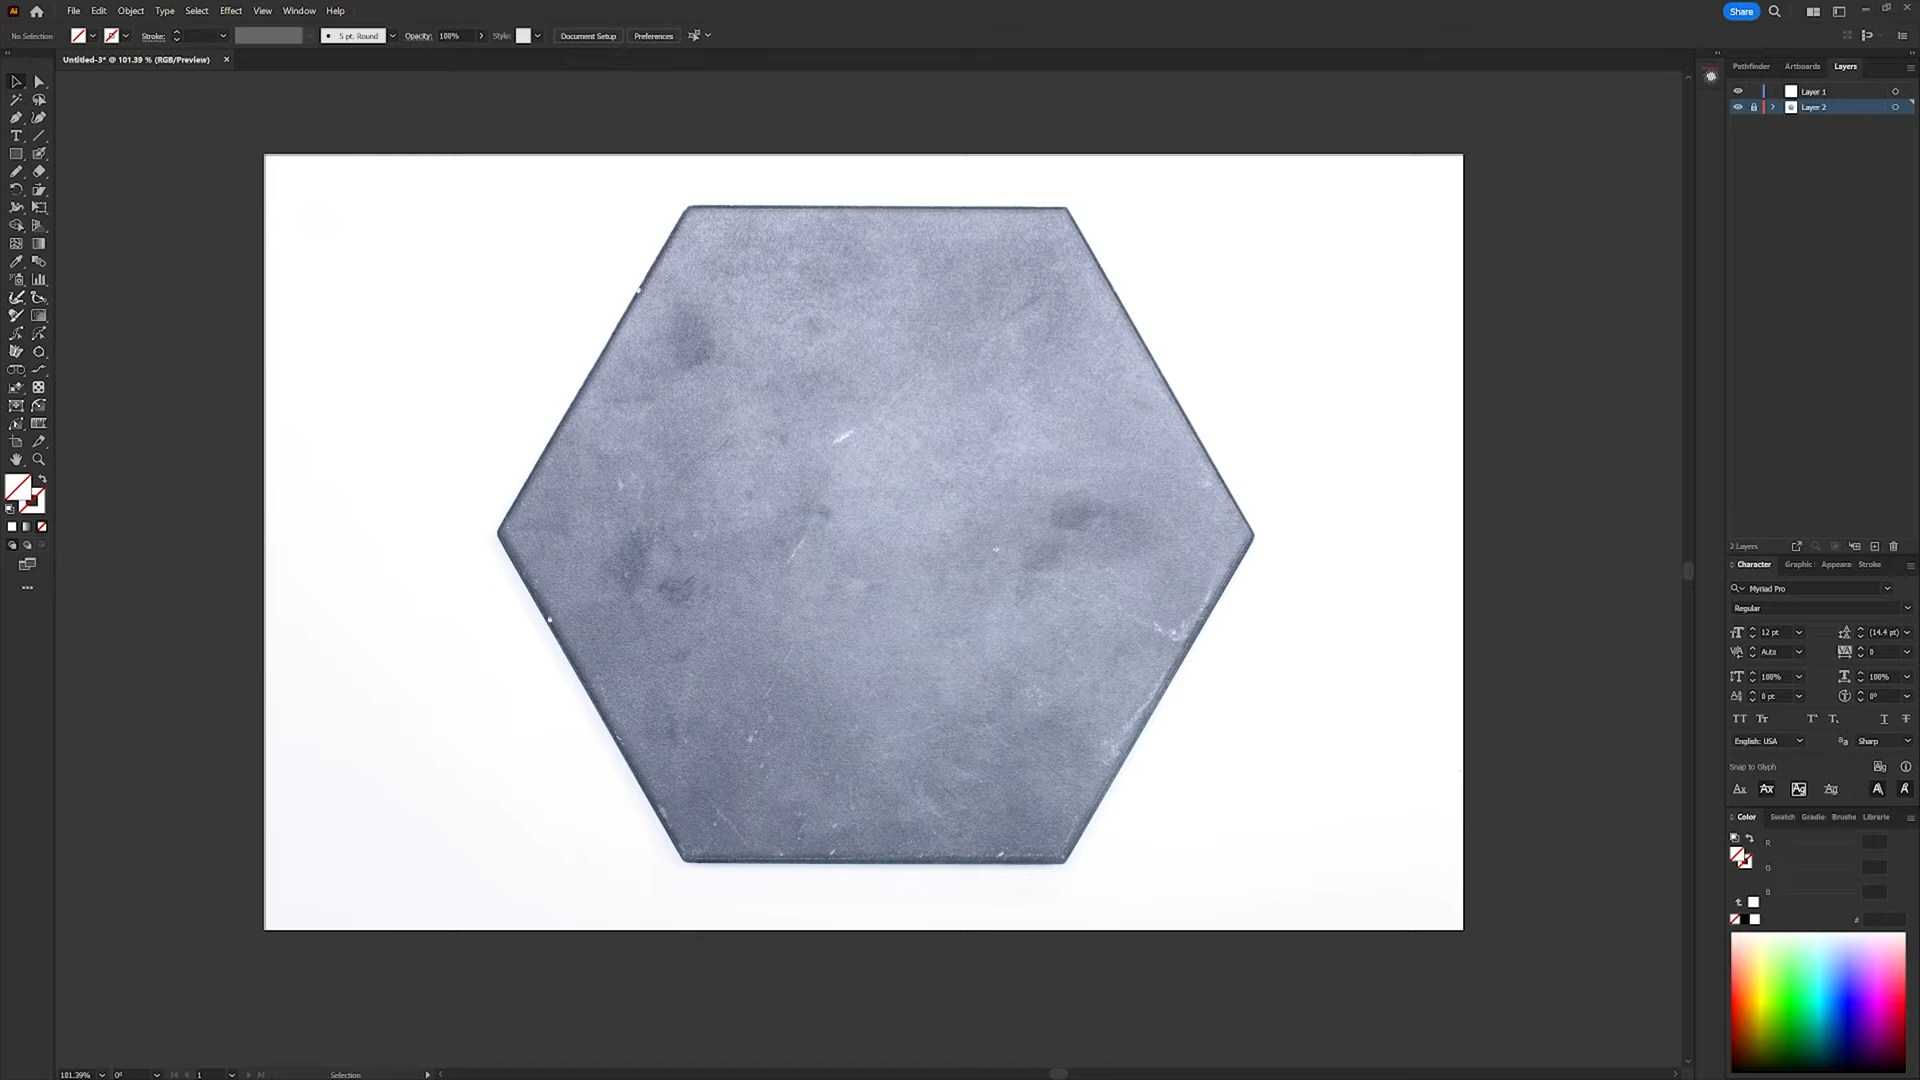 Ai File Edit Object Type Select Effect View Window Help Share
No Selection Stroke: 5 pt. Round Opacity: 100% Style: Document Setup Preferences
Untitled-3* @ 101.39 % (RGB/Preview) ×
Pathfinder Artboards Layers
Layer 1
Layer 2
2 Layers
Character Graphic Appeara Stroke
Myriad Pro
Regular
12 pt (14.4 pt)
Auto 0
100% 100%
0 pt 0°
English: USA Sharp
Snap to Glyph
Color Swatch Gradie Brushe Librarie
R
G
B
#
101.39% 0° 1 Selection